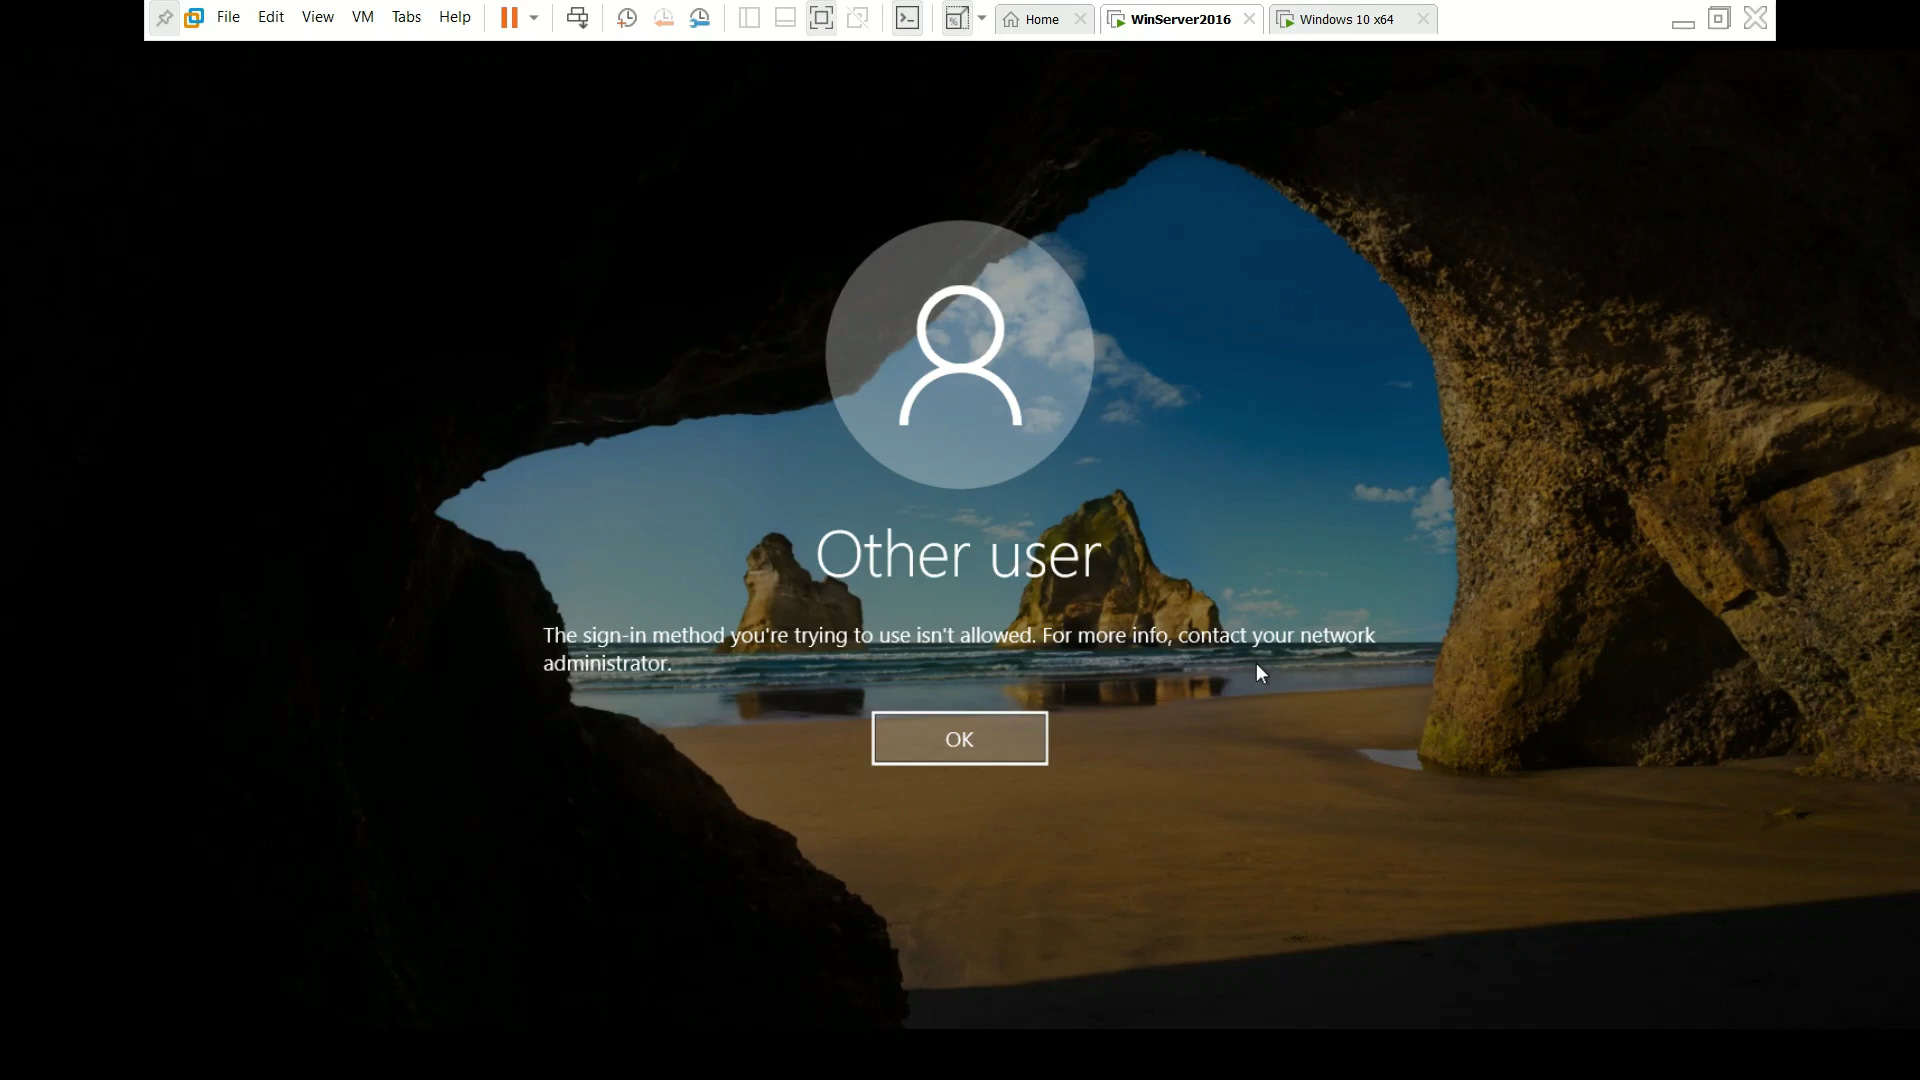 File Edit View VM Tabs Help Home WinServer2016 Windows 10 x64
Other user
The sign-in method you're trying to use isn't allowed. For more info, contact your network
administrator.
OK